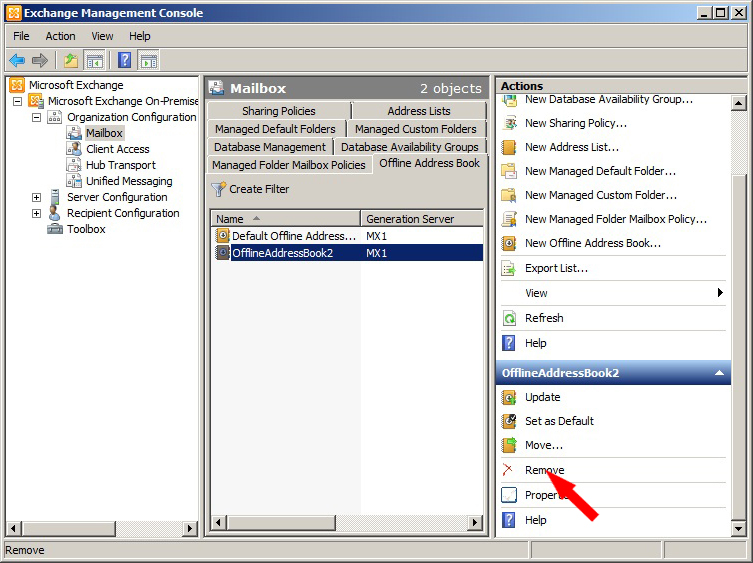 Exchange Management Console
File Action View Help
Microsoft Exchange
Microsoft Exchange On-Premise
Organization Configuration
Mailbox
Client Access
Hub Transport
Unified Messaging
Server Configuration
Recipient Configuration
Toolbox
Mailbox 2 objects
Sharing Policies Address Lists
Managed Default Folders Managed Custom Folders
Database Management Database Availability Groups
Managed Folder Mailbox Policies Offline Address Book
Create Filter
Name Generation Server
Default Offline Address... MX1
OfflineAddressBook2 MX1
Actions
New Database Availability Group...
New Sharing Policy...
New Address List...
New Managed Default Folder...
New Managed Custom Folder...
New Managed Folder Mailbox Policy...
New Offline Address Book...
Export List...
View
Refresh
Help
OfflineAddressBook2
Update
Set as Default
Move...
Remove
Propert
Help
Remove